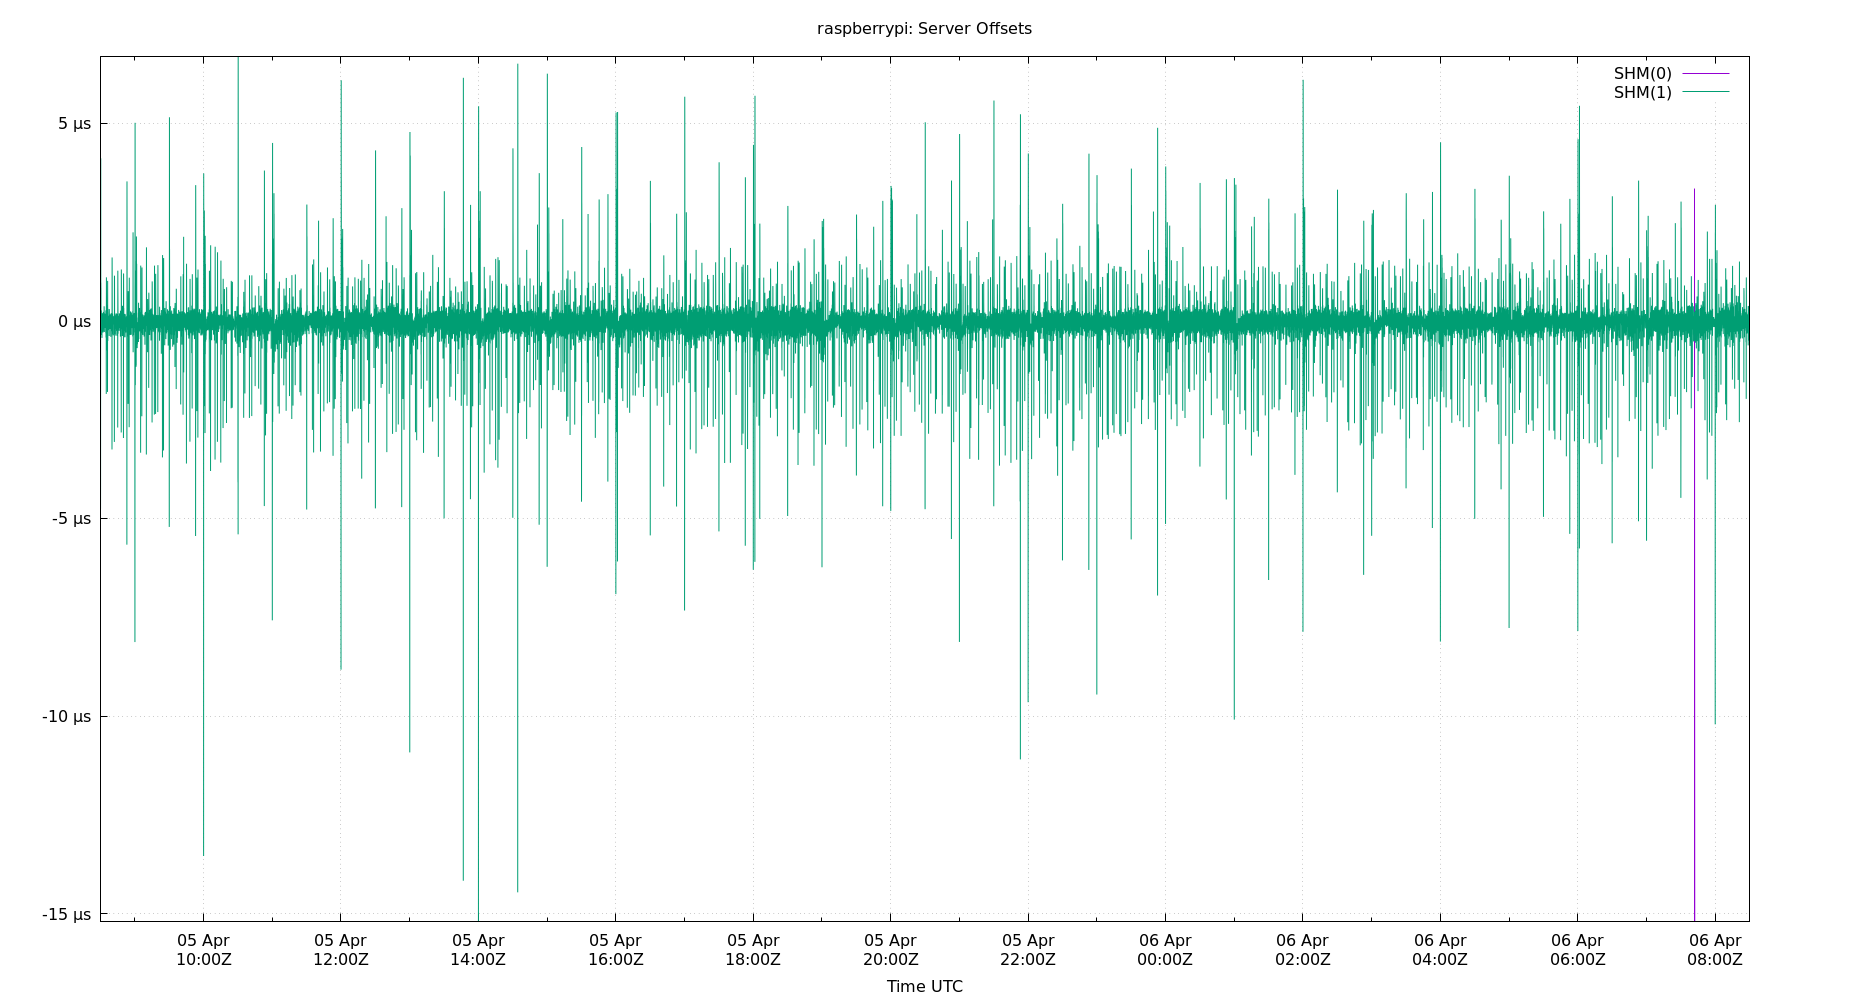 raspberrypi: Server Offsets
SHM(0)
SHM(1)
5 µs
0 µs
-5 µs
-10 µs
-15 µs
05 Apr 05 Apr 05 Apr 05 Apr 05 Apr 05 Apr 05 Apr 06 Apr 06 Apr 06 Apr 06 Apr 06 Apr
10:00Z 12:00Z 14:00Z 16:00Z 18:00Z 20:00Z 22:00Z 00:00Z 02:00Z 04:00Z 06:00Z 08:00Z
Time UTC